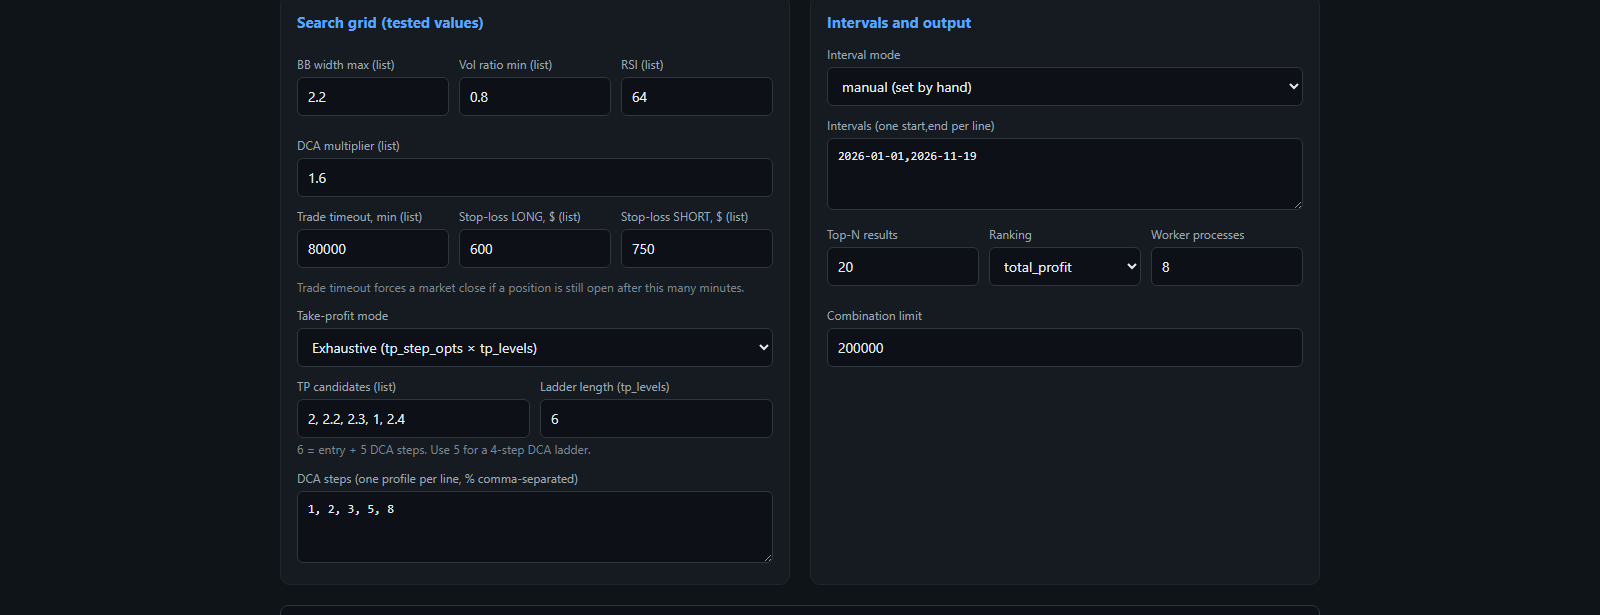 Search grid (tested values)
BB width max (list)
Vol ratio min (list)
RSI (list)
2.2
0.8
64
DCA multiplier (list)
1.6
Trade timeout, min (list)
Stop-loss LONG, $ (list)
Stop-loss SHORT, $ (list)
80000
600
750
Trade timeout forces a market close if a position is still open after this many minutes.
Take-profit mode
Exhaustive (tp_step_opts × tp_levels)
TP candidates (list)
Ladder length (tp_levels)
2, 2.2, 2.3, 1, 2.4
6
6 = entry + 5 DCA steps. Use 5 for a 4-step DCA ladder.
DCA steps (one profile per line, % comma-separated)
1, 2, 3, 5, 8
Intervals and output
Interval mode
manual (set by hand)
Intervals (one start,end per line)
2026-01-01,2026-11-19
Top-N results
Ranking
Worker processes
20
total_profit
8
Combination limit
200000